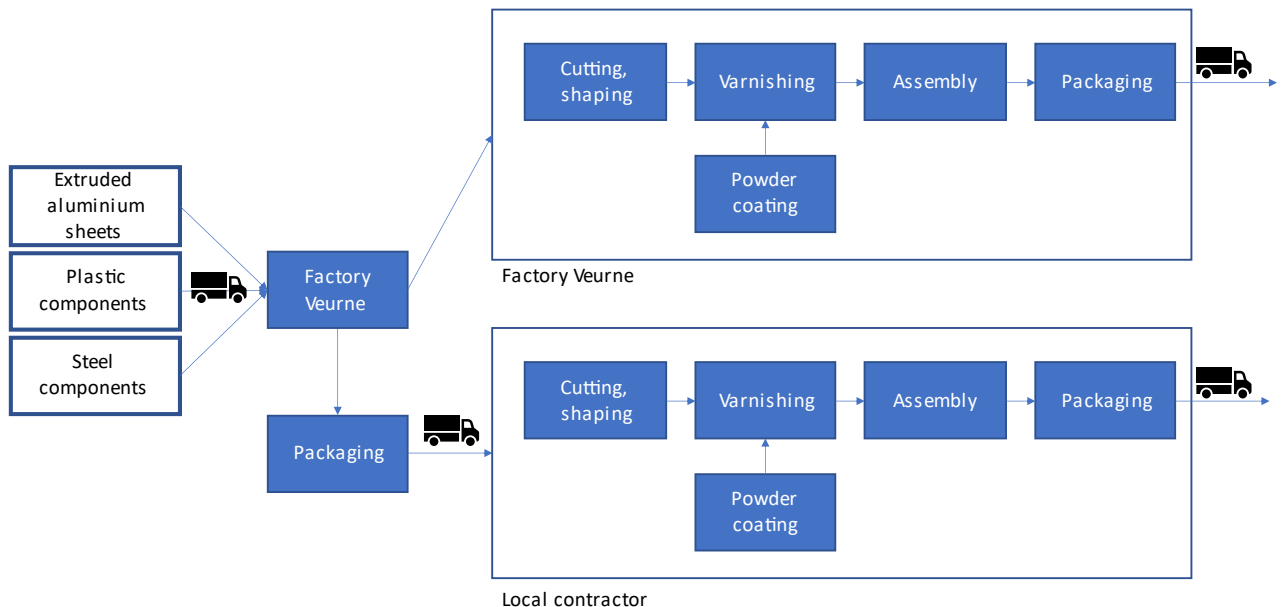 Extruded
aluminium
sheets
Plastic
components
Steel
components
Factory
Veurne
Packaging
Cutting,
shaping
Varnishing
Assembly
Packaging
Powder
coating
Factory Veurne
Cutting,
shaping
Varnishing
Assembly
Packaging
Powder
coating
Local contractor